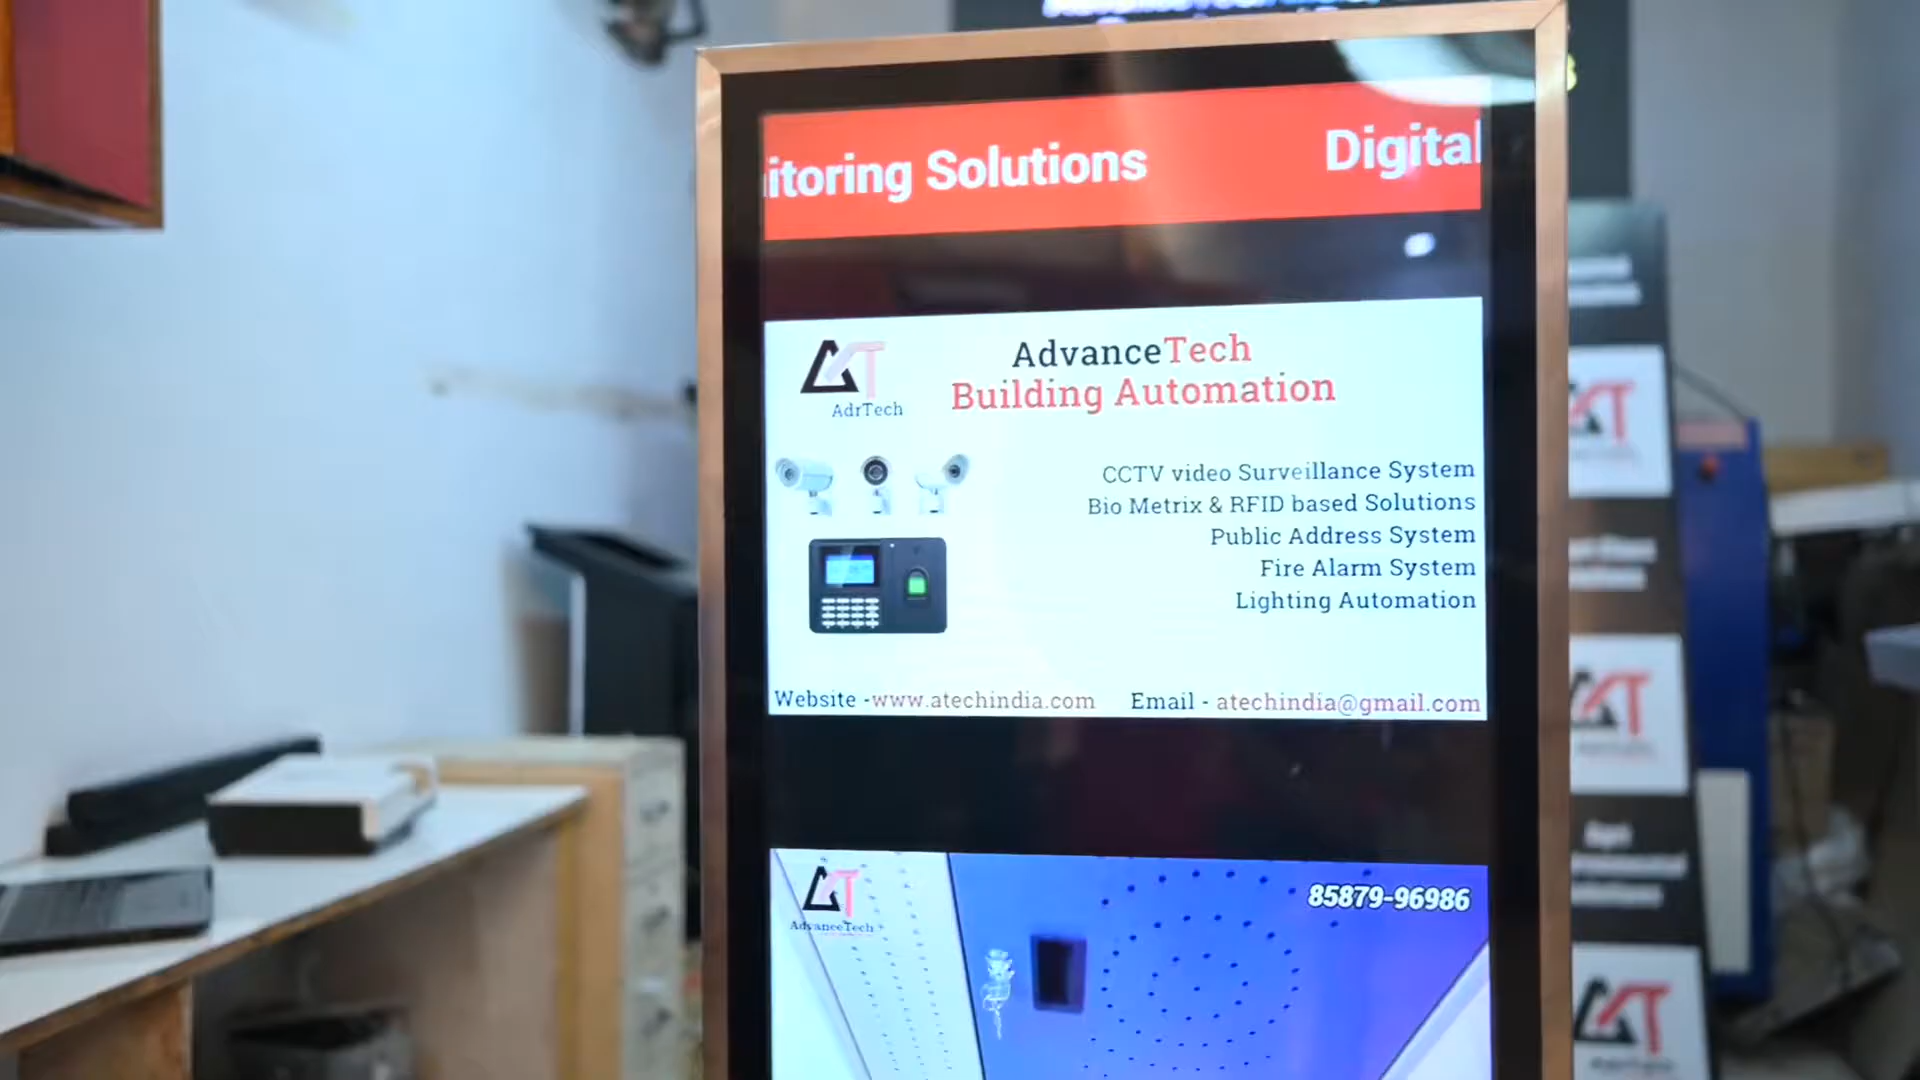 itoring Solutions
Digital
AdrTech
AdvanceTech
Building Automation
CCTV video Surveillance System
Bio Metrix & RFID based Solutions
Public Address System
Fire Alarm System
Lighting Automation
Website -www.atechindia.com
Email - atechindia@gmail.com
AdvanceTech
85879-96986